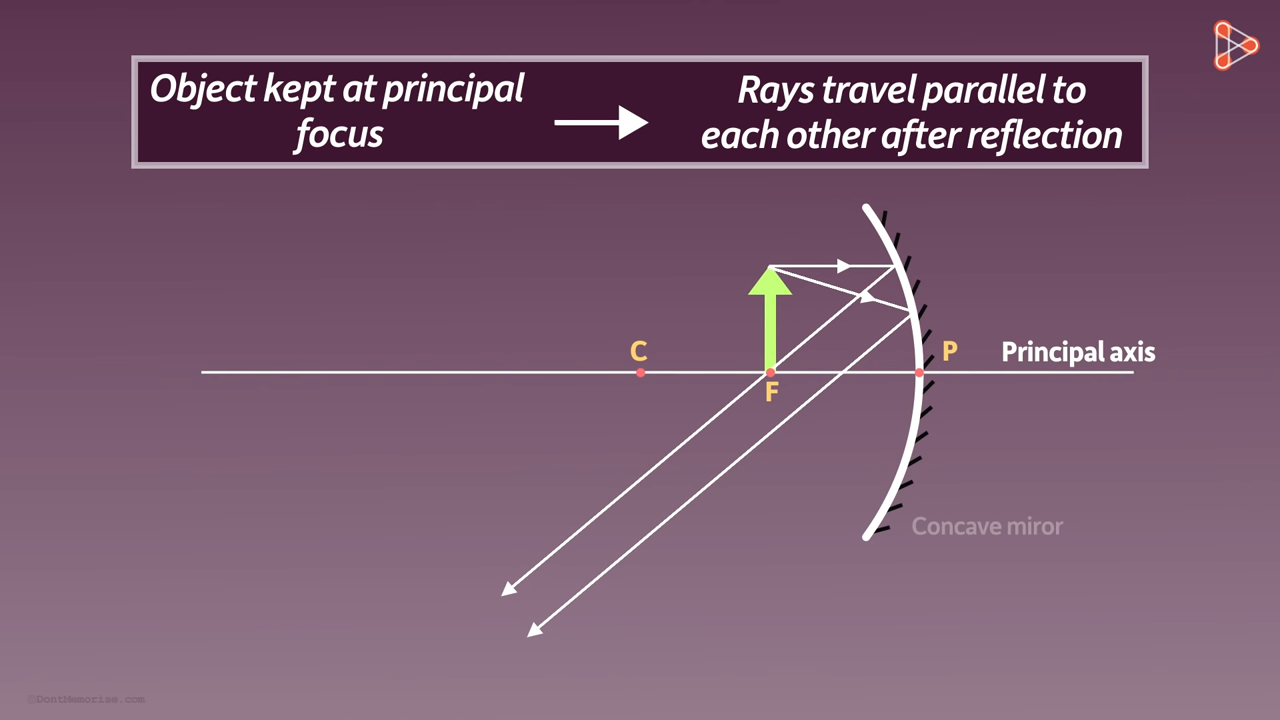 Object kept at principal
focus
Rays travel parallel to
each other after reflection
C
P
Principal axis
F
Concave miror
©DontMemorise.com